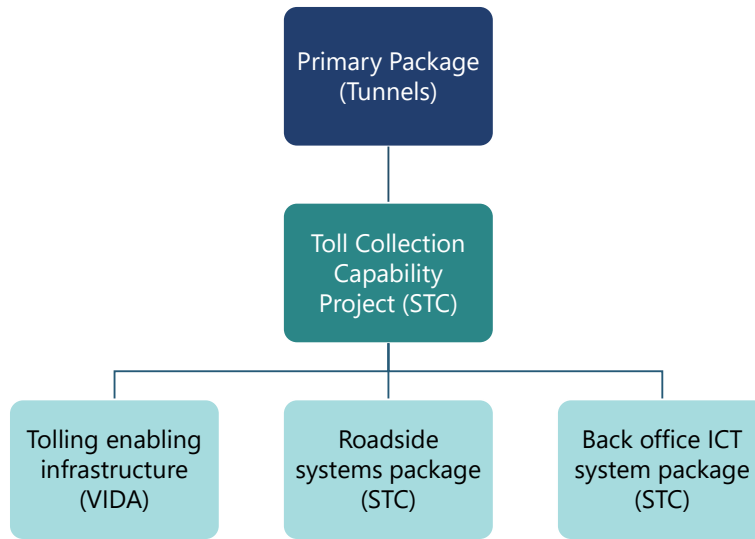 Primary Package
(Tunnels)
Toll Collection
Capability
Project (STC)
Tolling enabling
infrastructure
(VIDA)
Roadside
systems package
(STC)
Back office ICT
system package
(STC)